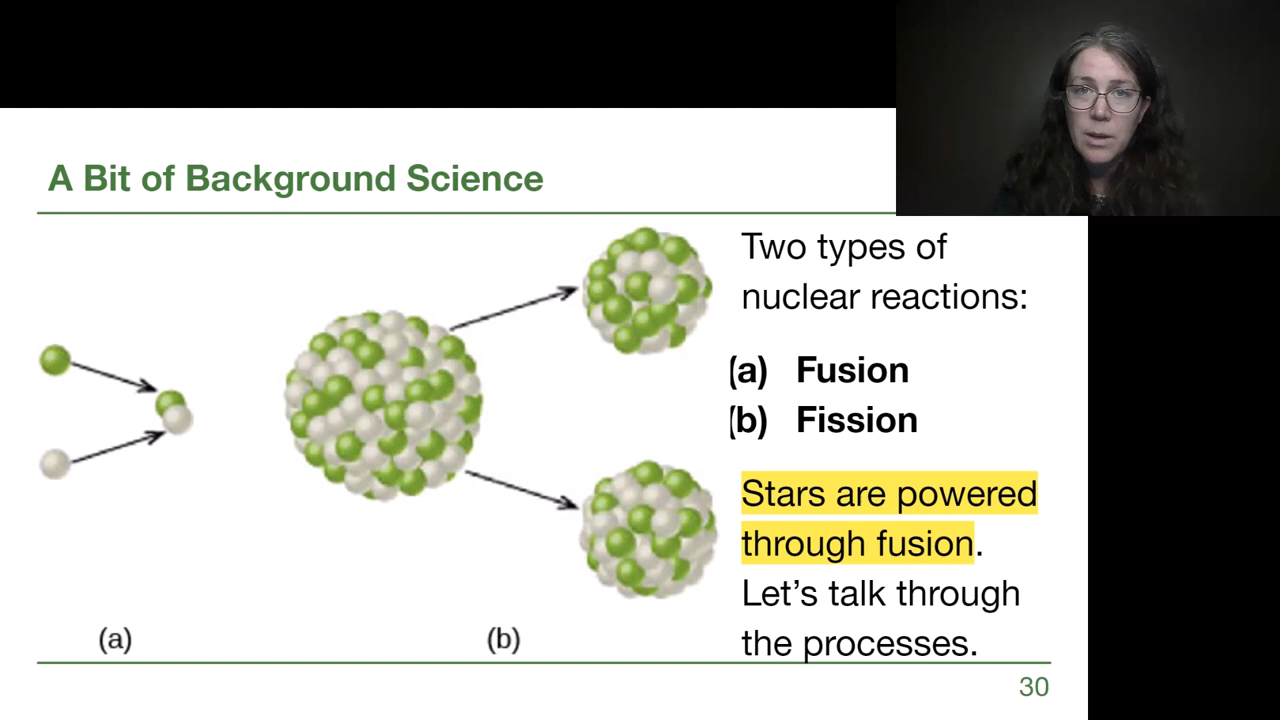 A Bit of Background Science
Two types of
nuclear reactions:
(a) Fusion
(b) Fission
Stars are powered
through fusion.
Let’s talk through
the processes.
(a)
(b)
30